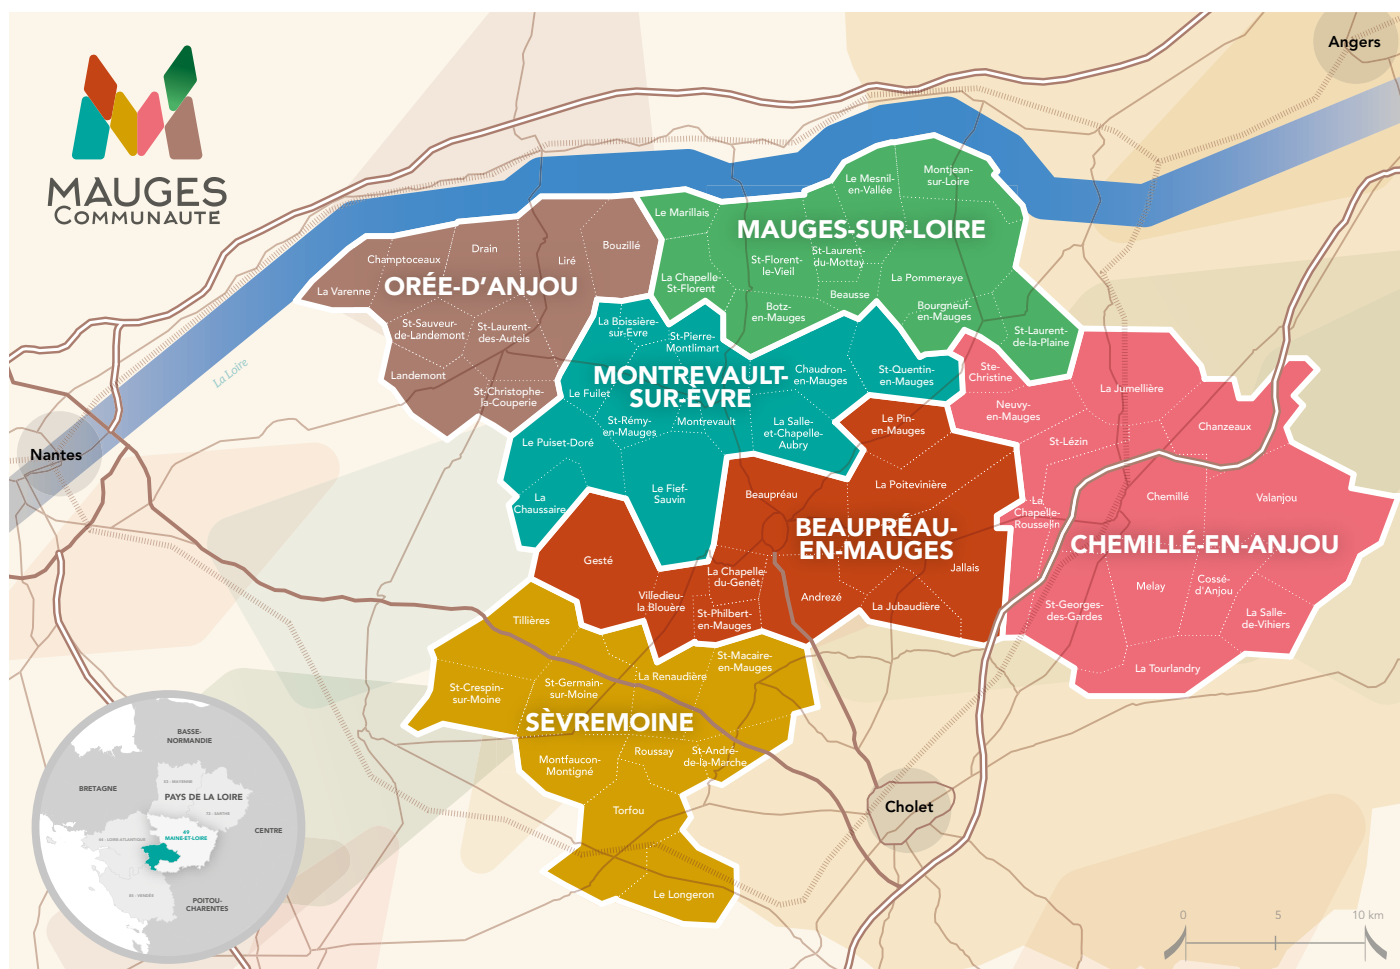 MAUGES
COMMUNAUTE
Angers
Nantes
Cholet
La Loire
MAUGES-SUR-LOIRE
Le Mesnil-
en-Vallée
Montjean-
sur-Loire
Le Marillais
St-Florent-
le-Vieil
St-Laurent-
du-Mottay
La Pommeraye
La Chapelle-
St-Florent
Beausse
Botz-
en-Mauges
Bourgneuf-
en-Mauges
St-Laurent-
de-la-Plaine
ORÉE-D'ANJOU
Bouzillé
Drain
Liré
Champtoceaux
La Varenne
St-Sauveur-
de-Landemont
St-Laurent-
des-Autels
Landemont
St-Christophe-
la-Couperie
MONTREVAULT-
SUR-ÈVRE
La Boissière-
sur-Evre
St-Pierre-
Montlimart
Chaudron-
en-Mauges
St-Quentin-
en-Mauges
Le Fuilet
St-Rémy-
en-Mauges
Montrevault
La Salle-
et-Chapelle-
Aubry
Le Puiset-Doré
La
Chaussaire
Le Fief-
Sauvin
BEAUPRÉAU-
EN-MAUGES
Le Pin-
en-Mauges
Beaupréau
La Poitevinière
Gesté
La Chapelle-
du-Genêt
Jallais
Villedieu-
la Blouère
St-Philbert-
en-Mauges
Andrezé
La Jubaudière
CHEMILLÉ-EN-ANJOU
Ste-
Christine
La Jumellière
Neuvy-
en-Mauges
Chanzeaux
St-Lézin
La
Chapelle-
Rousselin
Chemillé
Valanjou
Melay
Cossé-
d'Anjou
St-Georges-
des-Gardes
La Salle-
de-Vihiers
La Tourlandry
SÈVREMOINE
Tillières
St-Macaire-
en-Mauges
La Renaudière
St-Crespin-
sur-Moine
St-Germain-
sur-Moine
Montfaucon-
Montigné
Roussay
St-André-
de-la-Marche
Torfou
Le Longeron
BASSE-
NORMANDIE
BRETAGNE
53 - MAYENNE
PAYS DE LA LOIRE
72 - SARTHE
CENTRE
49
MAINE-ET-LOIRE
44 - LOIRE-ATLANTIQUE
85 - VENDÉE
POITOU-
CHARENTES
0 5 10 km